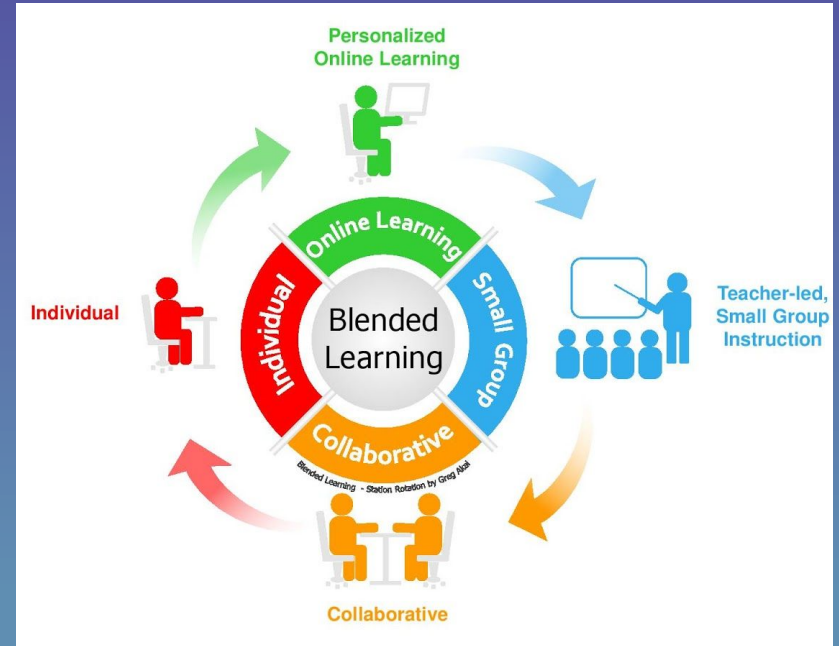 Personalized
Online Learning
Online Learning
Individual
Individual
Blended
Learning
Small Group
Teacher-led,
Small Group
Instruction
Collaborative
Blended Learning - Station Rotation by Greg Alcal
Collaborative